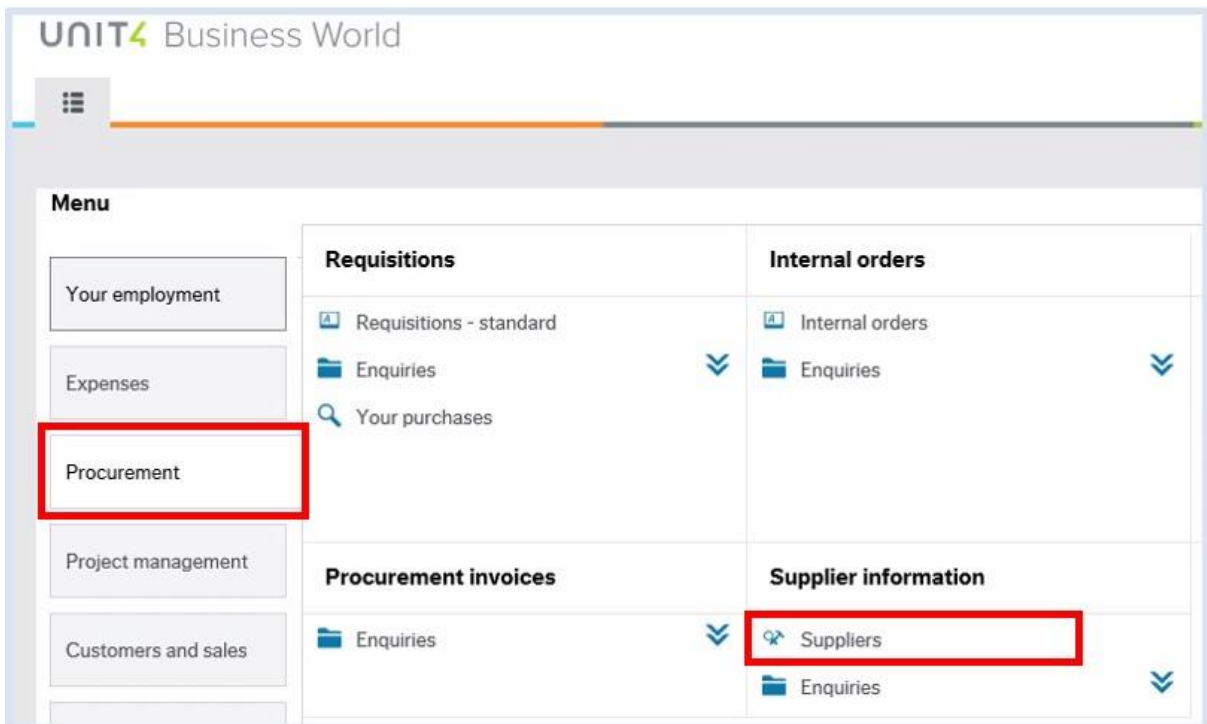 UNIT4 Business World
Menu
Your employment
Expenses
Procurement
Project management
Customers and sales
Requisitions
Requisitions - standard
Enquiries
Your purchases
Internal orders
Internal orders
Enquiries
Procurement invoices
Enquiries
Supplier information
Suppliers
Enquiries